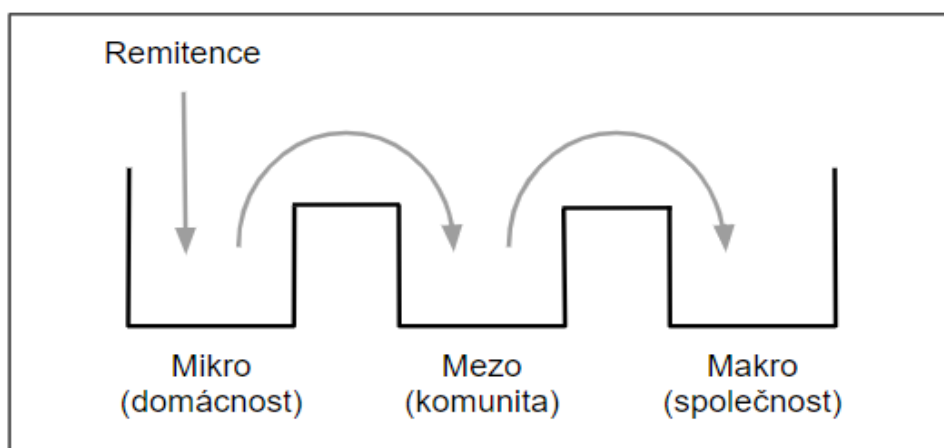 Remitence
Mikro
(domácnost)
Mezo
(komunita)
Makro
(společnost)